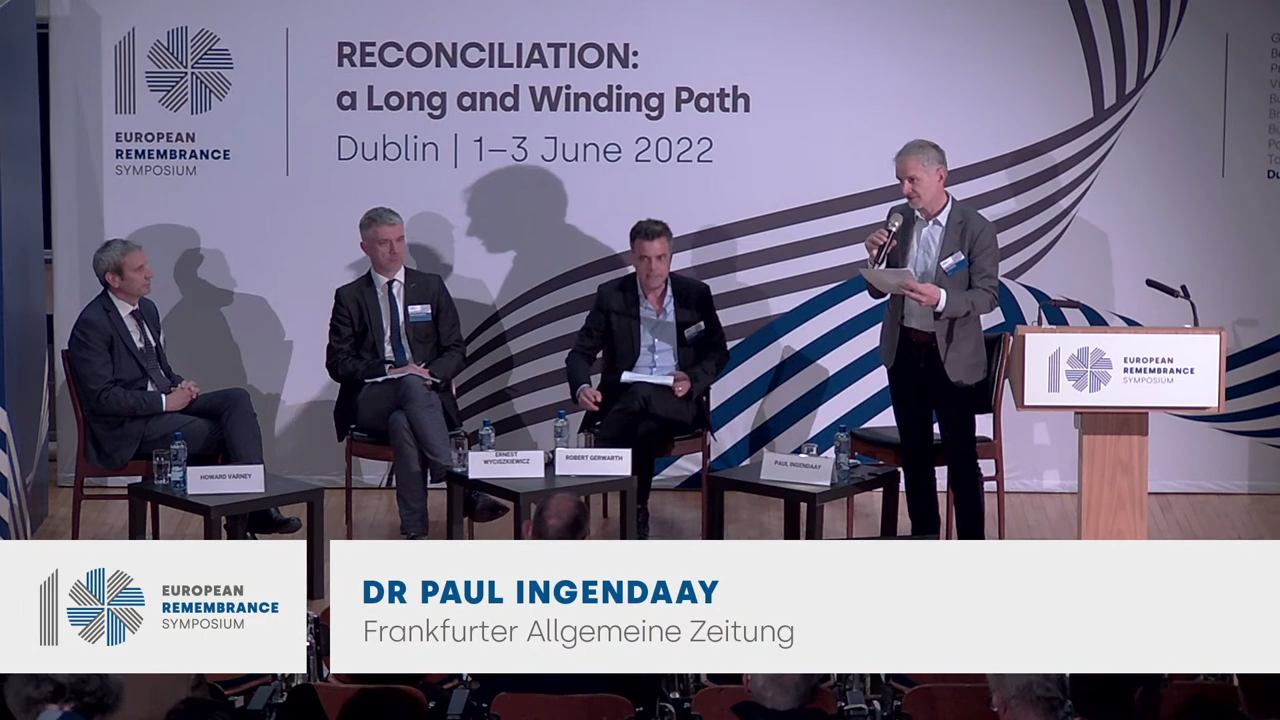 RECONCILIATION:
a Long and Winding Path
Dublin | 1–3 June 2022
10
EUROPEAN
REMEMBRANCE
SYMPOSIUM
HOWARD VARNEY
ERNEST
WYCISZKIEWICZ
ROBERT GERWARTH
PAUL INGENDAAY
EUROPEAN
REMEMBRANCE
SYMPOSIUM
EUROPEAN
REMEMBRANCE
SYMPOSIUM
DR PAUL INGENDAAY
Frankfurter Allgemeine Zeitung